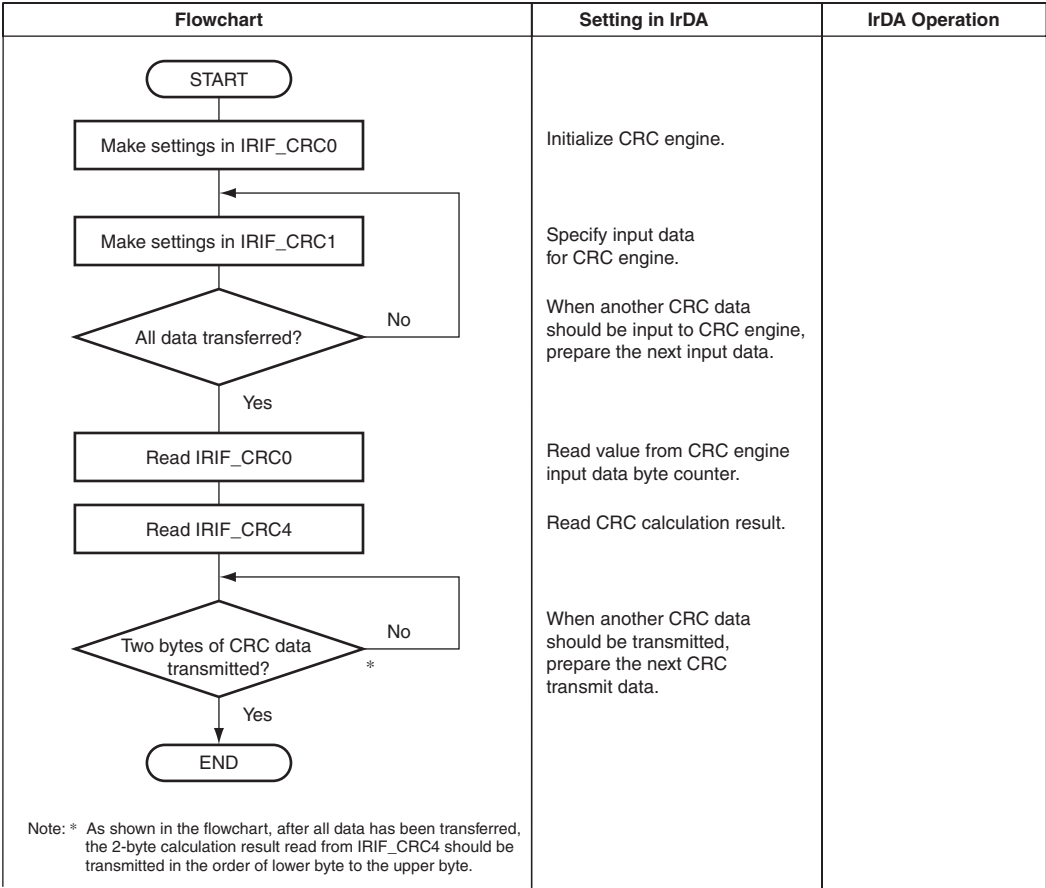 Flowchart
Setting in IrDA
IrDA Operation
START
Make settings in IRIF_CRC0
Initialize CRC engine.
Make settings in IRIF_CRC1
Specify input data
for CRC engine.
All data transferred?
No
When another CRC data
should be input to CRC engine,
prepare the next input data.
Yes
Read IRIF_CRC0
Read value from CRC engine
input data byte counter.
Read IRIF_CRC4
Read CRC calculation result.
Two bytes of CRC data
transmitted?
No
*
When another CRC data
should be transmitted,
prepare the next CRC
transmit data.
Yes
END
Note: * As shown in the flowchart, after all data has been transferred,
the 2-byte calculation result read from IRIF_CRC4 should be
transmitted in the order of lower byte to the upper byte.